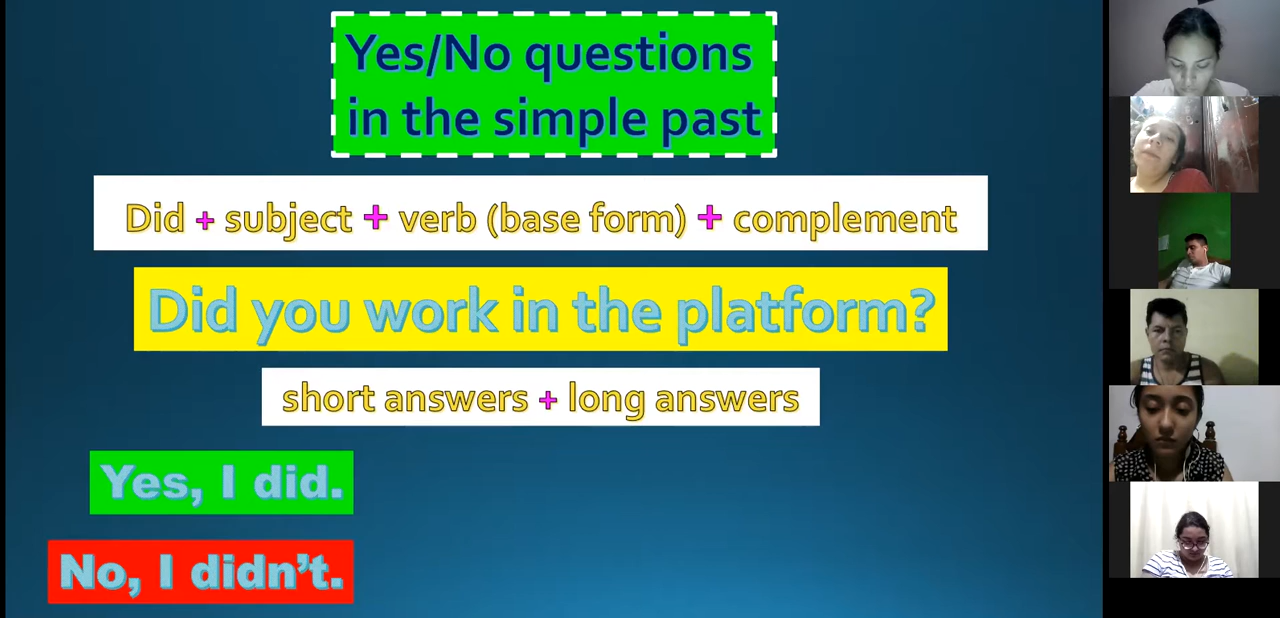 Yes/No questions
in the simple past
Did + subject + verb (base form) + complement
Did you work in the platform?
short answers + long answers
Yes, I did.
No, I didn't.